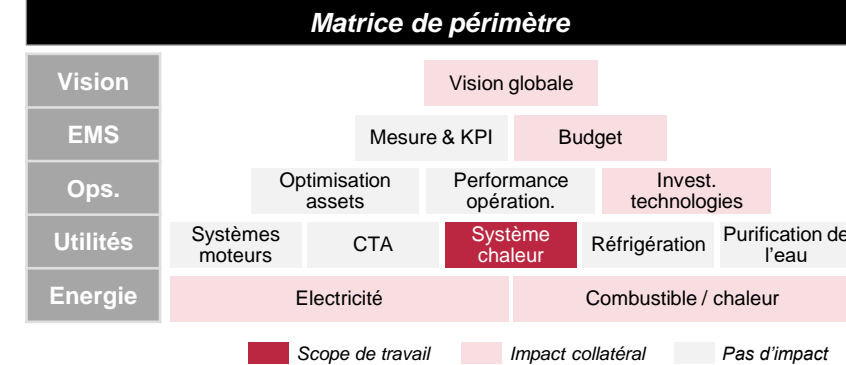 Matrice de périmètre
Vision
Vision globale
EMS
Mesure & KPI
Budget
Ops.
Optimisation
assets
Performance
opération.
Invest.
technologies
Utilités
Systèmes
moteurs
CTA
Système
chaleur
Réfrigération
Purification de
l'eau
Energie
Electricité
Combustible / chaleur
Scope de travail
Impact collatéral
Pas d'impact